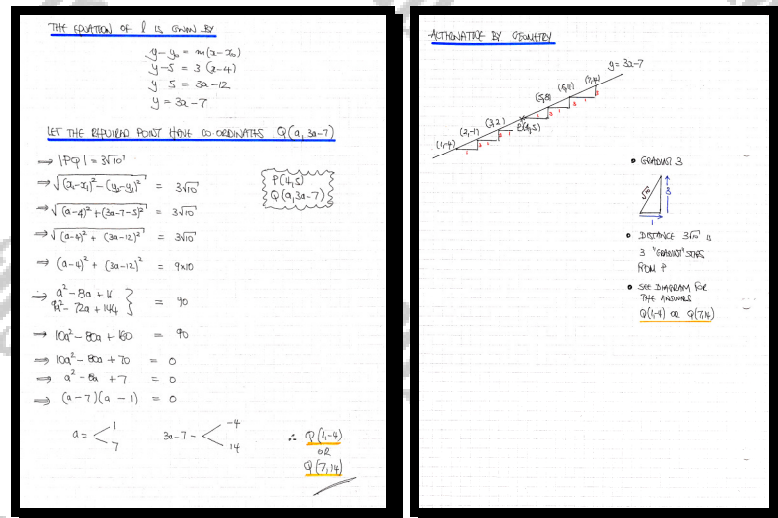 THE EQUATION OF l IS GIVEN BY
y - y₀ = m(x - x₀)
y - 5 = 3(x - 4)
y 5 = 3x - 12
y = 3x - 7
LET THE REQUIRED POINT HAVE CO-ORDINATES Q(a, 3a-7)
⇒ |PQ| = 3√10
⇒ √(x₂-x₁)² - (y₂-y₁)² = 3√10
P(4,5)
Q(a, 3a-7)
⇒ √(a-4)² + (3a-7-5)² = 3√10
⇒ √(a-4)² + (3a-12)² = 3√10
⇒ (a-4)² + (3a-12)² = 9×10
⇒ a² - 8a + 16
9a² - 72a + 144 } = 90
⇒ 10a² - 80a + 160 = 90
⇒ 10a² - 80a + 70 = 0
⇒ a² - 8a + 7 = 0
⇒ (a - 7)(a - 1) = 0
a = < 1
7
3a - 7 = < -4
14
∴ Q(1,-4)
OR
Q(7,14)
ALTERNATIVE BY GEOMETRY
y = 3x - 7
(7,14)
(6,11)
(5,8)
P(4,5)
(3,2)
(2,-1)
(1,-4)
• GRADIENT 3
√10
3
1
• DISTANCE 3√10 IS
3 "GRADIENT" STEPS
FROM P
• SEE DIAGRAM FOR
THE ANSWERS
Q(1,-4) OR Q(7,14)